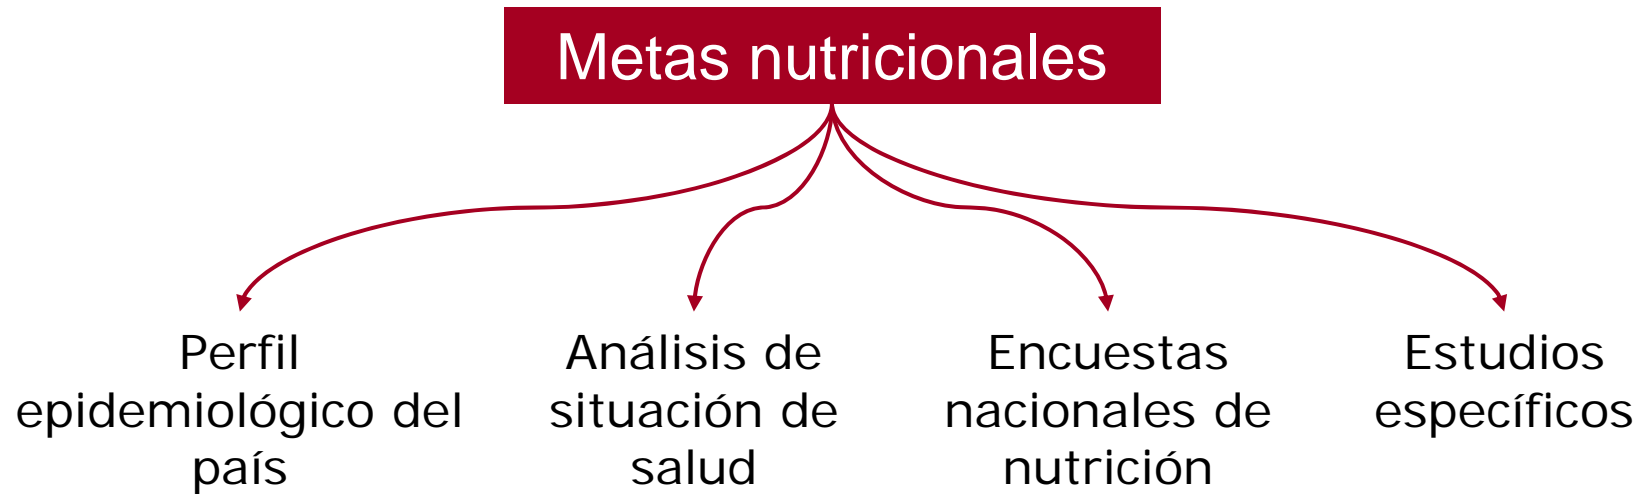 Metas nutricionales
Perfil
epidemiológico del
país
Análisis de
situación de
salud
Encuestas
nacionales de
nutrición
Estudios
específicos